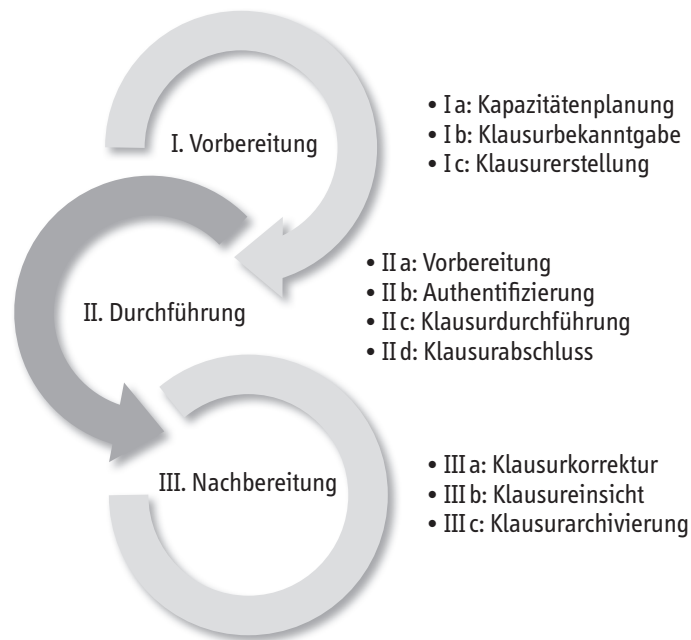 I. Vorbereitung
• I a: Kapazitätenplanung
• I b: Klausurbekanntgabe
• I c: Klausurerstellung
II. Durchführung
• II a: Vorbereitung
• II b: Authentifizierung
• II c: Klausurdurchführung
• II d: Klausurabschluss
III. Nachbereitung
• III a: Klausurkorrektur
• III b: Klausureinsicht
• III c: Klausurarchivierung